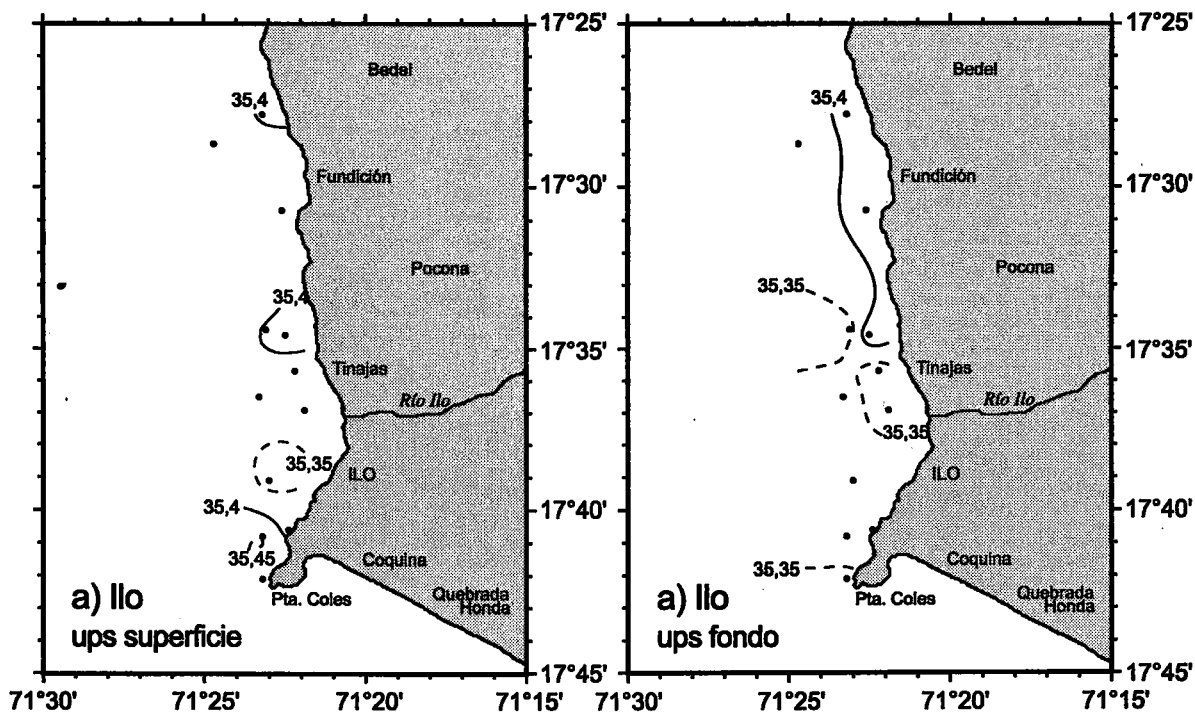 17°25'
Bedel
35,4
Fundición
17°30'
Pocona
35,4
17°35'
Tinajas
Río Ilo
35,35
ILO
35,4
17°40'
35,45
Coquina
a) Ilo
Pta. Coles
Quebrada
Honda
ups superficie
17°45'
71°30'
71°25'
71°20'
71°15'
17°25'
Bedel
35,4
Fundición
17°30'
Pocona
35,35
17°35'
Tinajas
Río Ilo
35,35
ILO
17°40'
35,35
Coquina
a) Ilo
Pta. Coles
Quebrada
Honda
ups fondo
17°45'
71°25'
71°20'
71°15'